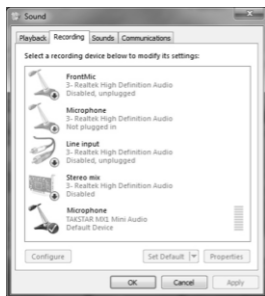 Sound
Playback Recording Sounds Communications
Select a recording device below to modify its settings:
FrontMic
3- Realtek High Definition Audio
Disabled, unplugged
Microphone
3- Realtek High Definition Audio
Not plugged in
Line input
3- Realtek High Definition Audio
Disabled, unplugged
Stereo mix
3- Realtek High Definition Audio
Disabled
Microphone
TAKSTAR MX1 Mini Audio
Default Device
Configure Set Default Properties
OK Cancel Apply